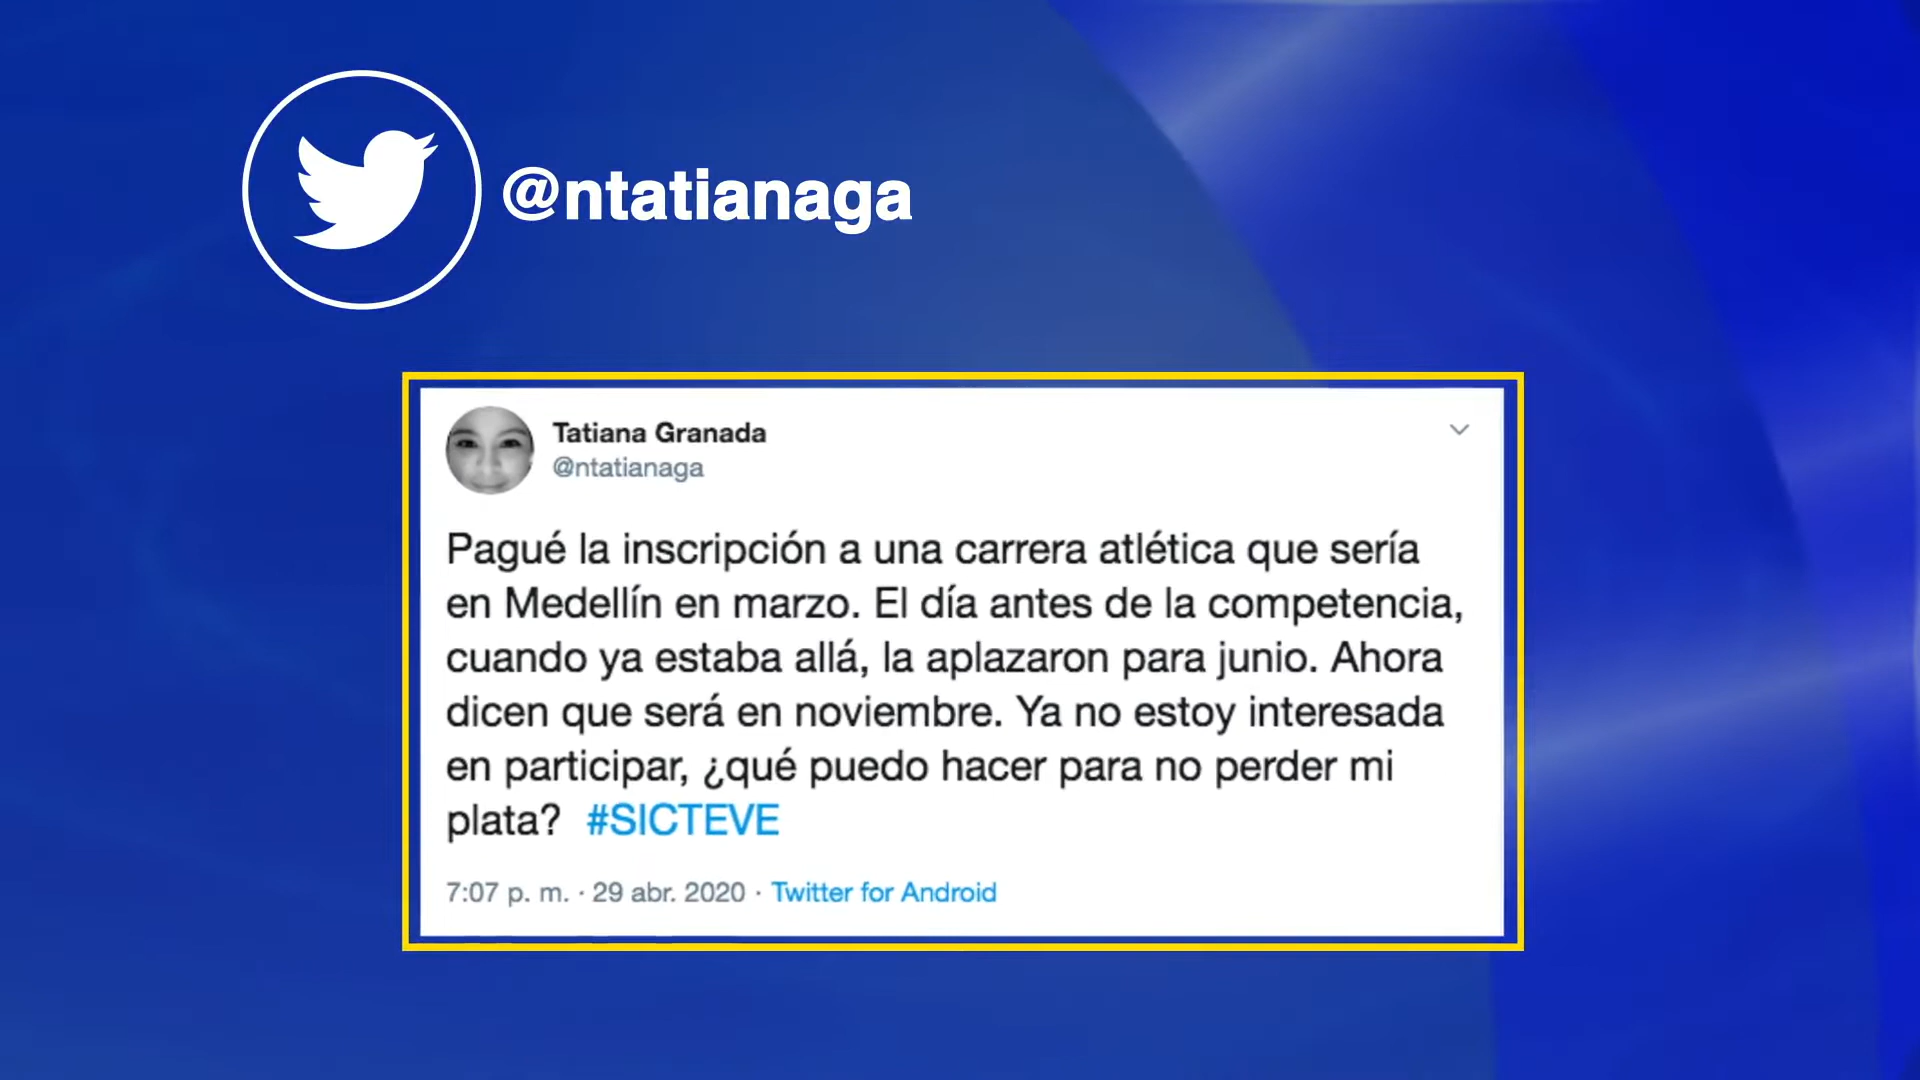 @ntatianaga
Tatiana Granada
@ntatianaga
Pagué la inscripción a una carrera atlética que sería
en Medellín en marzo. El día antes de la competencia,
cuando ya estaba allá, la aplazaron para junio. Ahora
dicen que será en noviembre. Ya no estoy interesada
en participar, ¿qué puedo hacer para no perder mi
plata? #SICTEVE
7:07 p. m. · 29 abr. 2020 · Twitter for Android